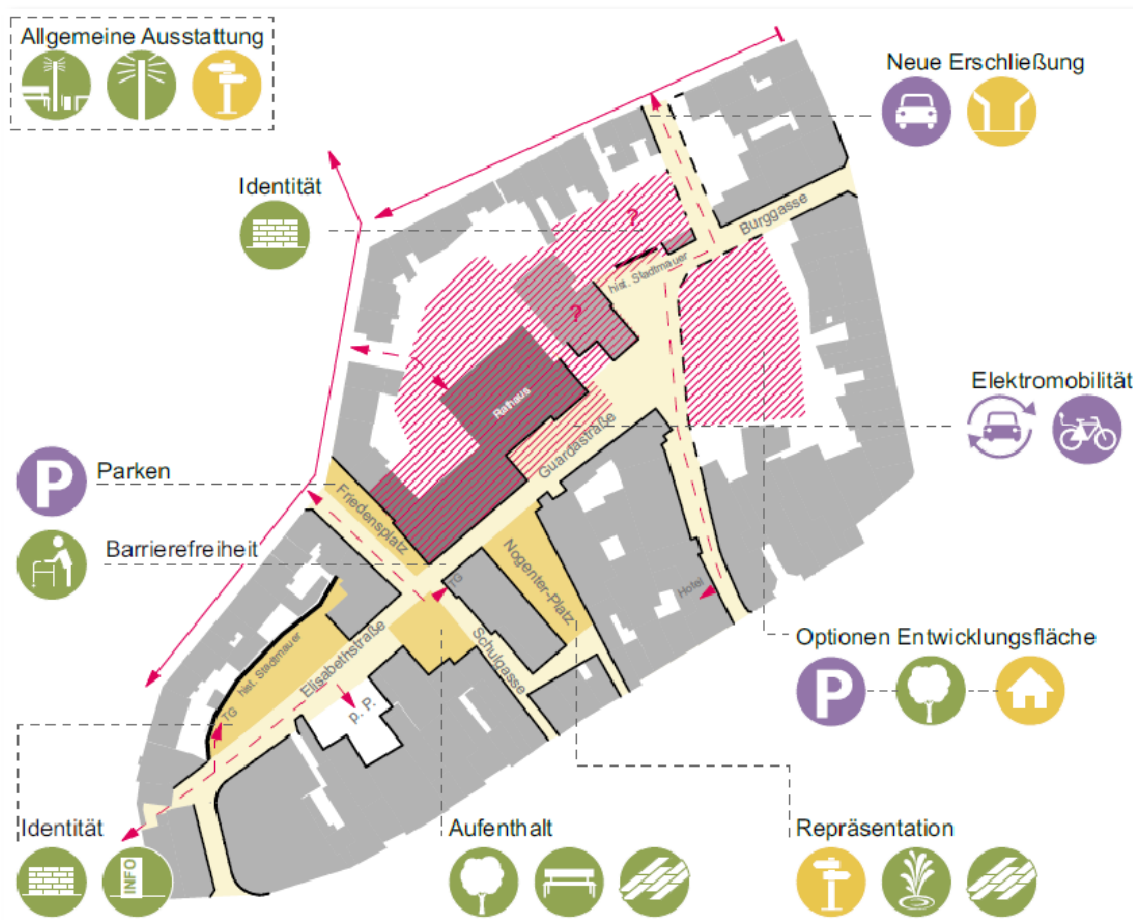 Allgemeine Ausstattung
Neue Erschließung
Identität
?
Burggasse
hist. Stadtmauer
?
Rathaus
Elektromobilität
Guardastraße
P
Parken
Friedensplatz
Barrierefreiheit
Nogenter-Platz
TG
Hotel
hist. Stadtmauer
Elisabethstraße
Schulgasse
Optionen Entwicklungsfläche
P
TG
p. P.
Identität
INFO
Aufenthalt
Repräsentation